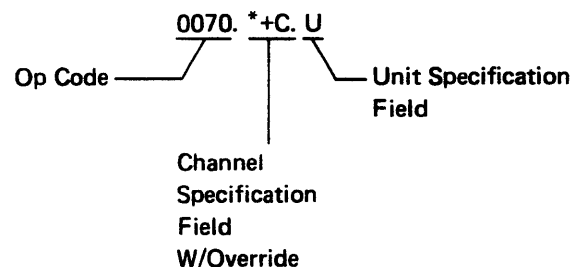 0070. *+C. U
Op Code
Unit Specification
Field
Channel
Specification
Field
W/Override